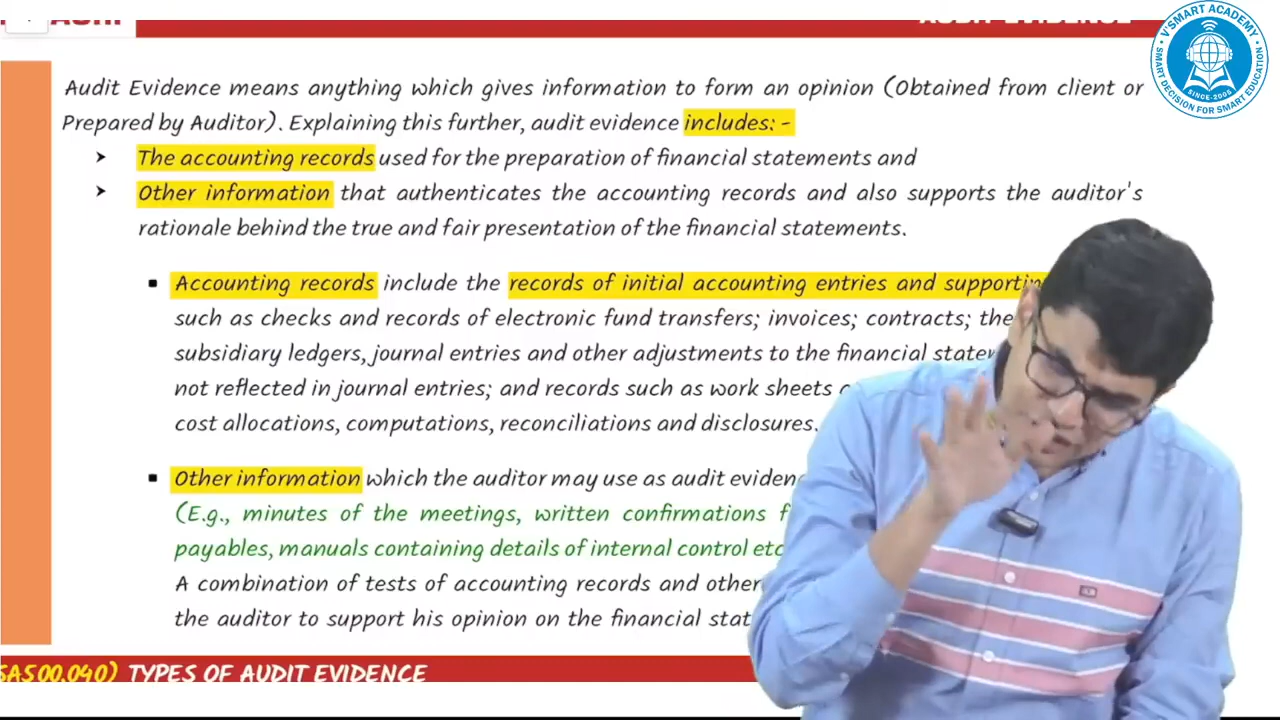 AUDIT EVIDENCE
V'SMART ACADEMY
SMART DECISION FOR SMART EDUCATION
SINCE-2005
Audit Evidence means anything which gives information to form an opinion (Obtained from client or
Prepared by Auditor). Explaining this further, audit evidence includes: -
➤ The accounting records used for the preparation of financial statements and
➤ Other information that authenticates the accounting records and also supports the auditor's
rationale behind the true and fair presentation of the financial statements.
▪ Accounting records include the records of initial accounting entries and
such as checks and records of electronic fund transfers; invoices; contracts;
subsidiary ledgers, journal entries and other adjustments to the financial
not reflected in journal entries; and records such as work sheets
cost allocations, computations, reconciliations and disclosures.
▪ Other information which the auditor may use as audit
(E.g., minutes of the meetings, written confirmations
payables, manuals containing details of internal control etc
A combination of tests of accounting records and other
the auditor to support his opinion on the financial
SA500.040) TYPES OF AUDIT EVIDENCE